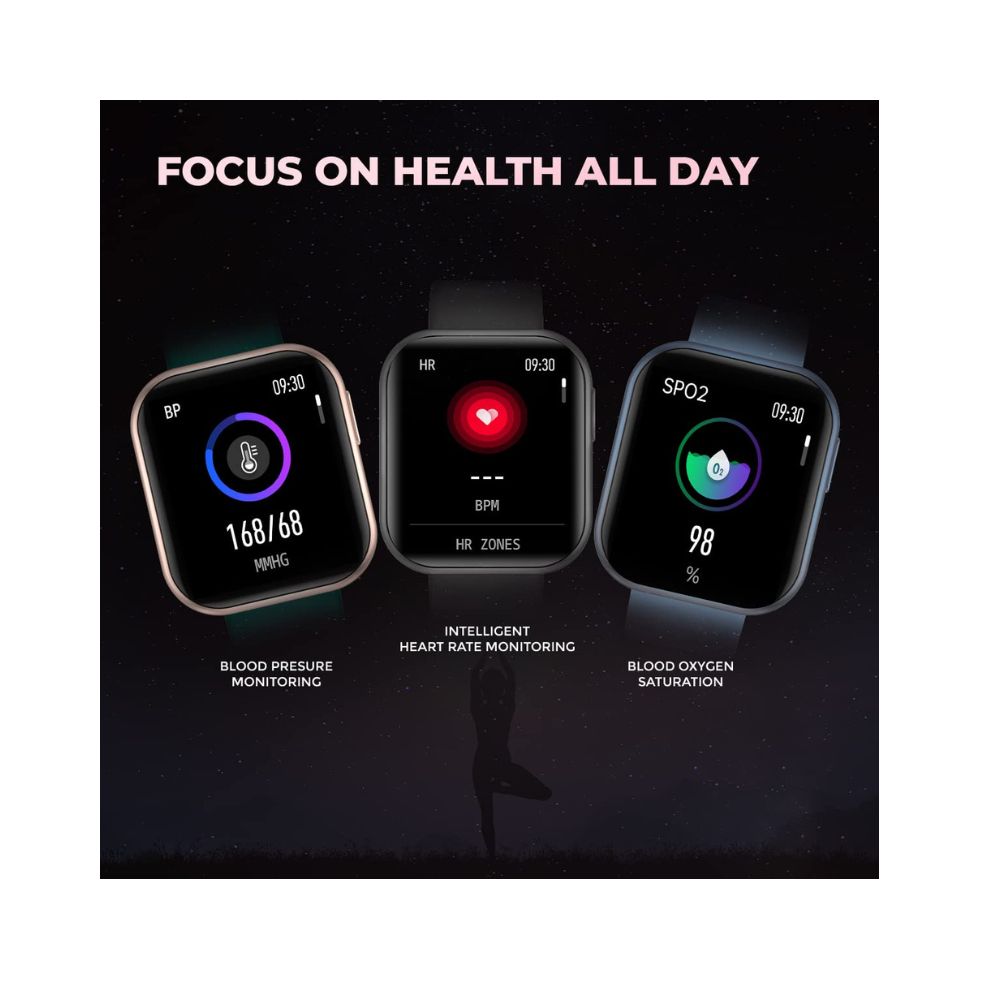 FOCUS ON HEALTH ALL DAY
BP
09:30
168/68
MMHG
HR
09:30
---
BPM
HR ZONES
SPO2
09:30
O2
98
%
BLOOD PRESURE
MONITORING
INTELLIGENT
HEART RATE MONITORING
BLOOD OXYGEN
SATURATION